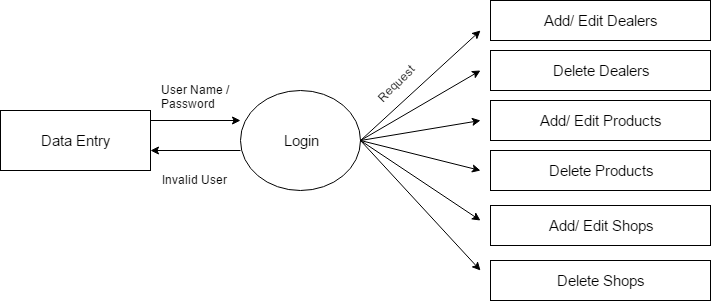 Add/ Edit Dealers
Delete Dealers
Request
User Name /
Password
Add/ Edit Products
Data Entry
Login
Invalid User
Delete Products
Add/ Edit Shops
Delete Shops